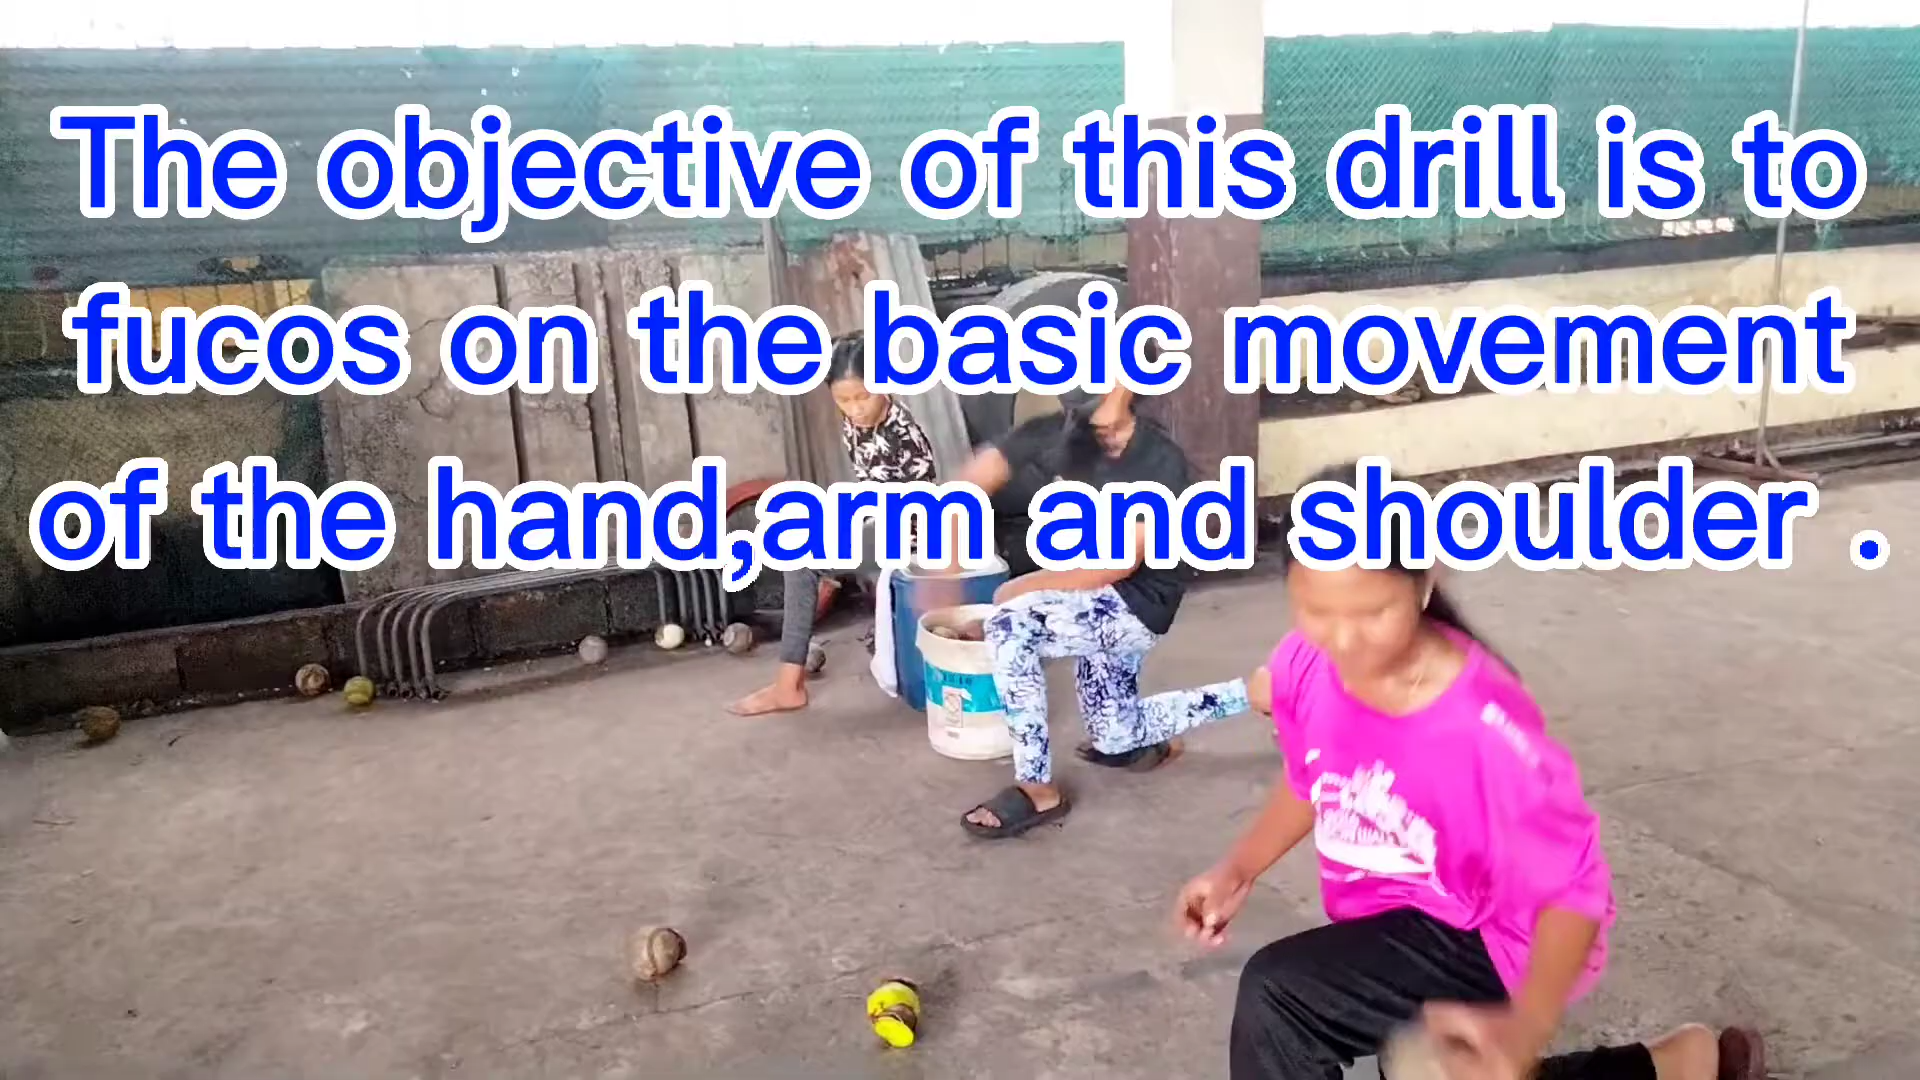 The objective of this drill is to
fucos on the basic movement
of the hand,arm and shoulder .